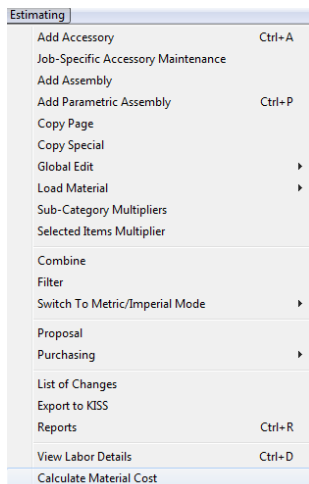 Estimating
Add Accessory Ctrl+A
Job-Specific Accessory Maintenance
Add Assembly
Add Parametric Assembly Ctrl+P
Copy Page
Copy Special
Global Edit
Load Material
Sub-Category Multipliers
Selected Items Multiplier
Combine
Filter
Switch To Metric/Imperial Mode
Proposal
Purchasing
List of Changes
Export to KISS
Reports Ctrl+R
View Labor Details Ctrl+D
Calculate Material Cost